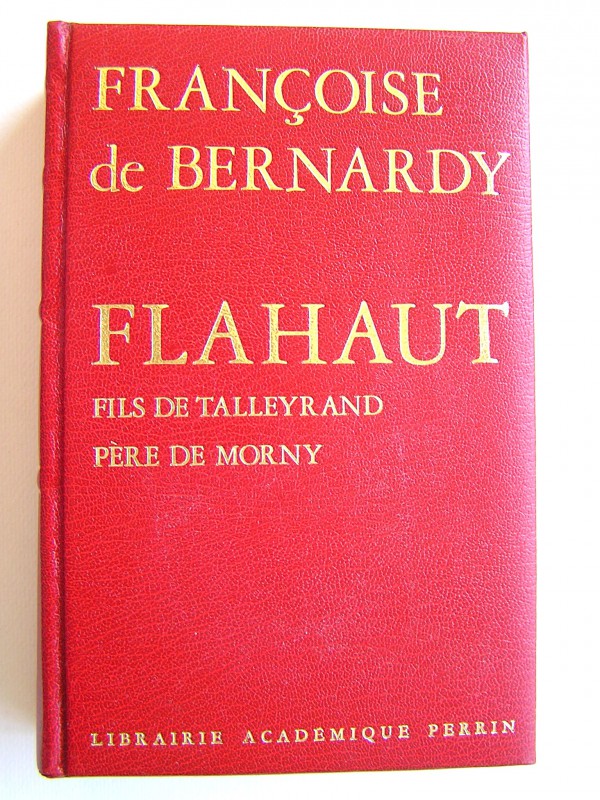 FRANÇOISE
de BERNARDY
FLAHAUT
FILS DE TALLEYRAND
PÈRE DE MORNY
LIBRAIRIE ACADÉMIQUE PERRIN